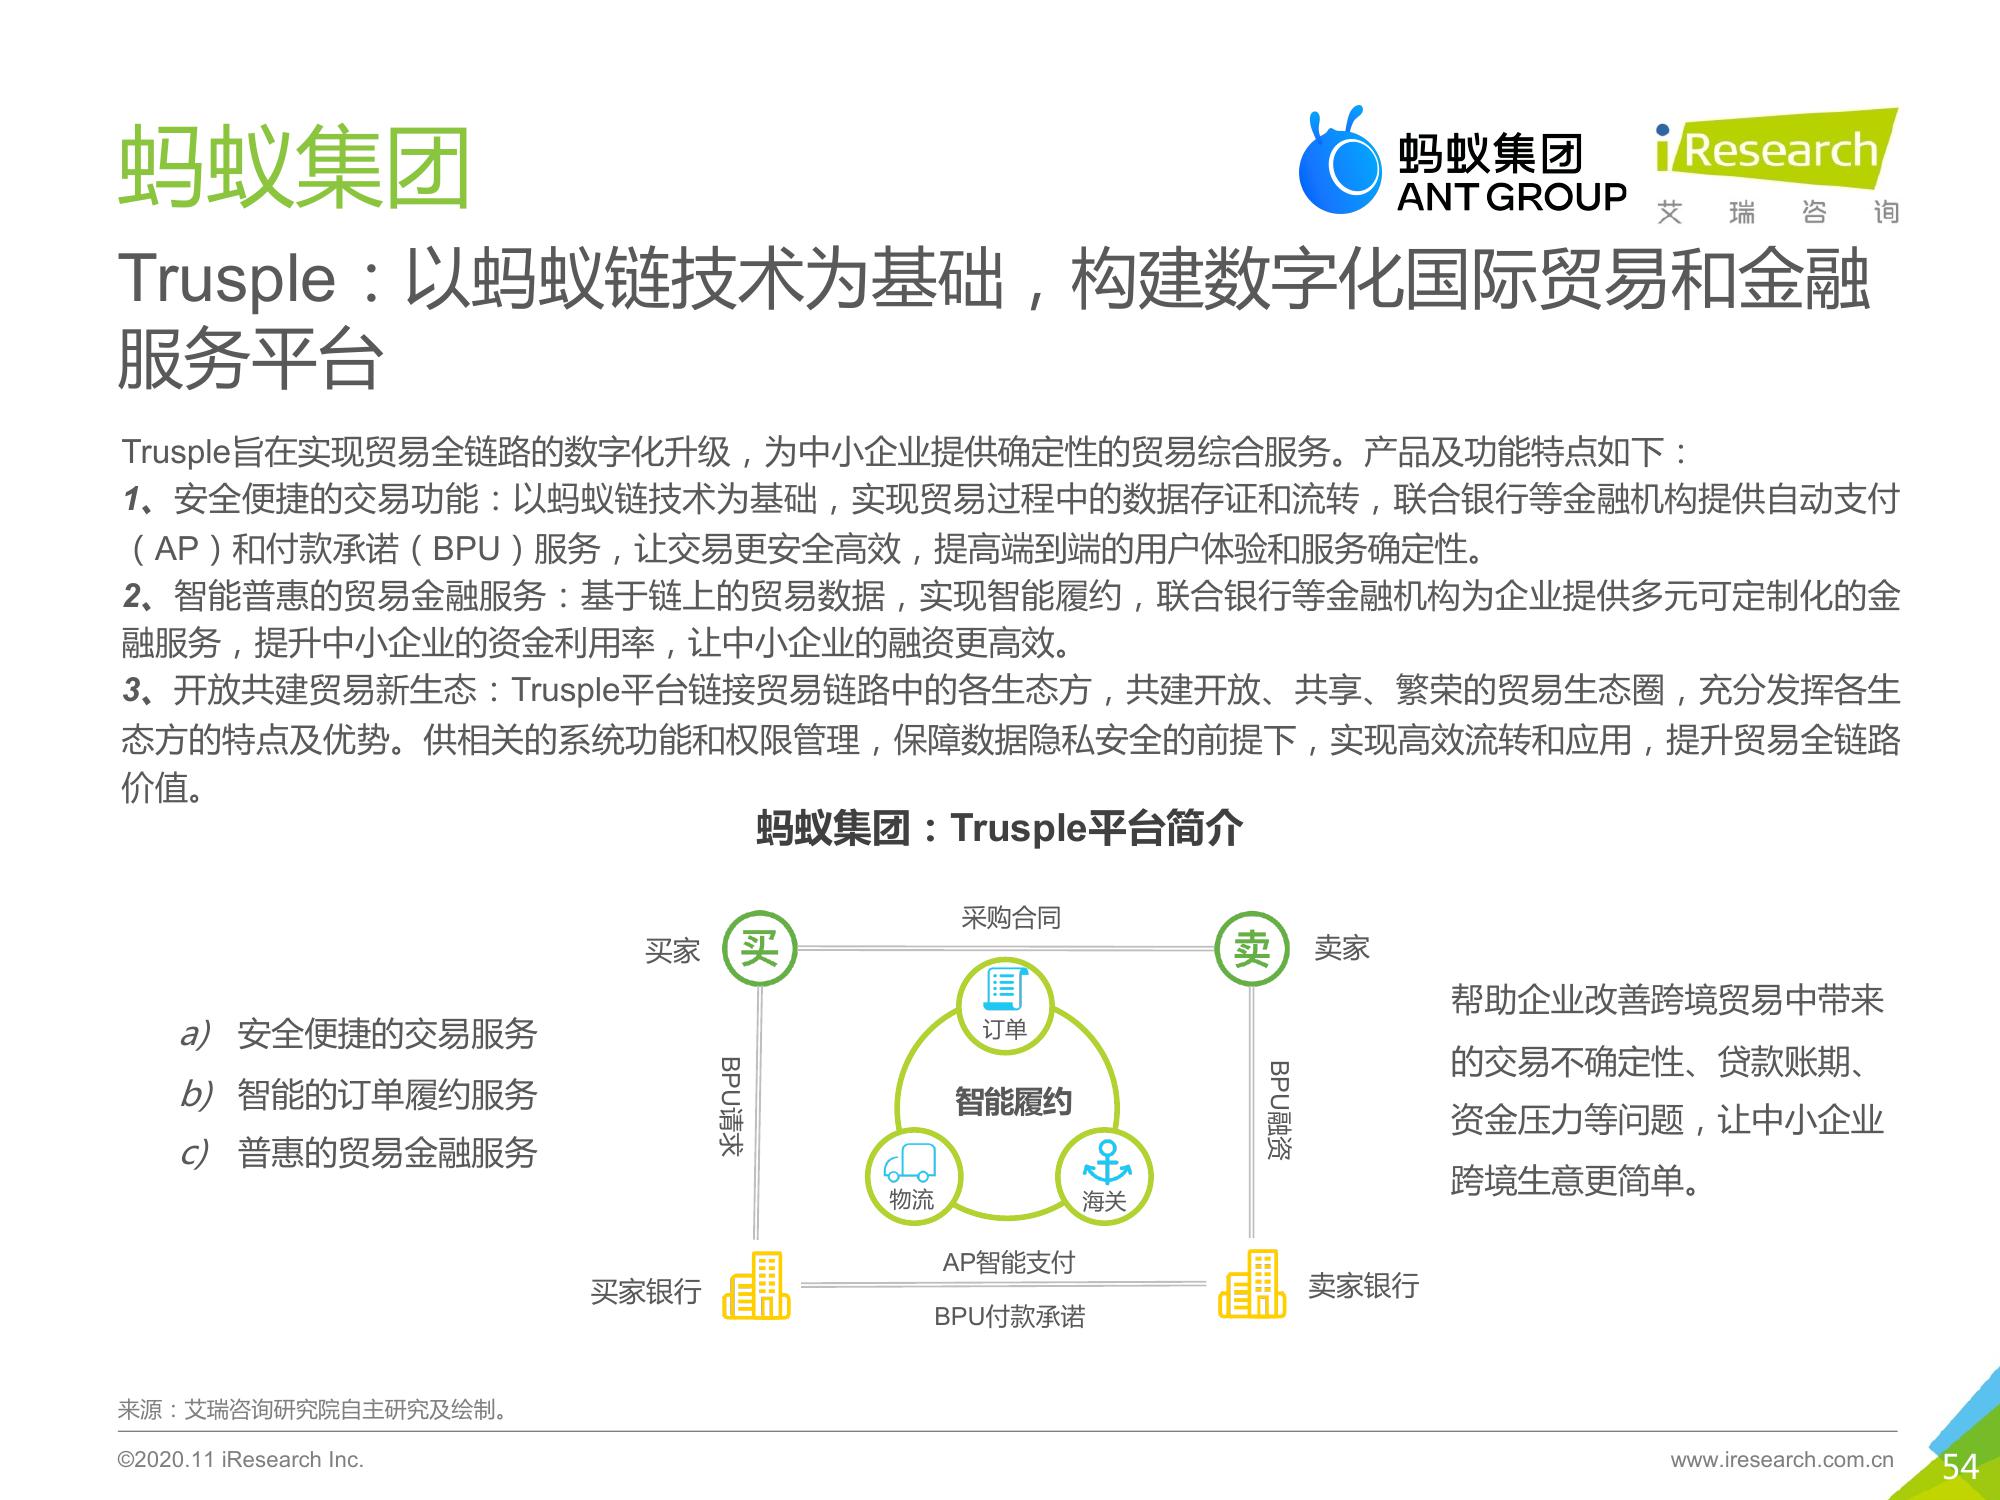 蚂蚁集团
蚂蚁集团
ANT GROUP
iResearch
艾瑞咨询
Trusple：以蚂蚁链技术为基础，构建数字化国际贸易和金融
服务平台
Trusple旨在实现贸易全链路的数字化升级，为中小企业提供确定性的贸易综合服务。产品及功能特点如下：
1、安全便捷的交易功能：以蚂蚁链技术为基础，实现贸易过程中的数据存证和流转，联合银行等金融机构提供自动支付
（AP）和付款承诺（BPU）服务，让交易更安全高效，提高端到端的用户体验和服务确定性。
2、智能普惠的贸易金融服务：基于链上的贸易数据，实现智能履约，联合银行等金融机构为企业提供多元可定制化的金
融服务，提升中小企业的资金利用率，让中小企业的融资更高效。
3、开放共建贸易新生态：Trusple平台链接贸易链路中的各生态方，共建开放、共享、繁荣的贸易生态圈，充分发挥各生
态方的特点及优势。供相关的系统功能和权限管理，保障数据隐私安全的前提下，实现高效流转和应用，提升贸易全链路
价值。
蚂蚁集团：Trusple平台简介
a) 安全便捷的交易服务
b) 智能的订单履约服务
c) 普惠的贸易金融服务
买家
买
采购合同
卖
卖家
订单
BPU请求
智能履约
BPU融资
物流
海关
买家银行
AP智能支付
BPU付款承诺
卖家银行
帮助企业改善跨境贸易中带来
的交易不确定性、贷款账期、
资金压力等问题，让中小企业
跨境生意更简单。
来源：艾瑞咨询研究院自主研究及绘制。
©2020.11 iResearch Inc.
www.iresearch.com.cn
54